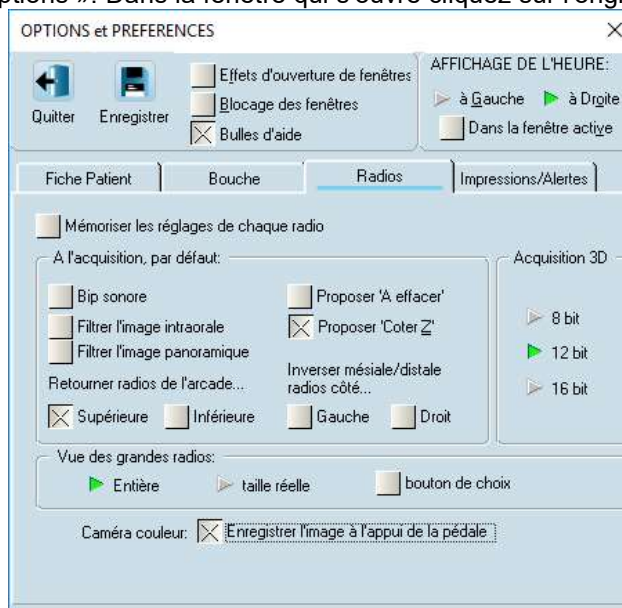 ptions ». Dans la fenêtre qui s'ouvre cliquez sur l'ongl
OPTIONS et PREFERENCES
Quitter
Enregistrer
Effets d'ouverture de fenêtres
Blocage des fenêtres
Bulles d'aide
AFFICHAGE DE L'HEURE:
à Gauche à Droite
Dans la fenêtre active
Fiche Patient
Bouche
Radios
Impressions/Alertes
Mémoriser les réglages de chaque radio
A l'acquisition, par défaut:
Bip sonore
Filtrer l'image intraorale
Filtrer l'image panoramique
Retourner radios de l'arcade...
Supérieure Inférieure
Proposer 'A effacer'
Proposer 'Coter Z'
Inverser mésiale/distale
radios côté...
Gauche Droit
Acquisition 3D
8 bit
12 bit
16 bit
Vue des grandes radios:
Entière taille réelle bouton de choix
Caméra couleur: Enregistrer l'image à l'appui de la pédale